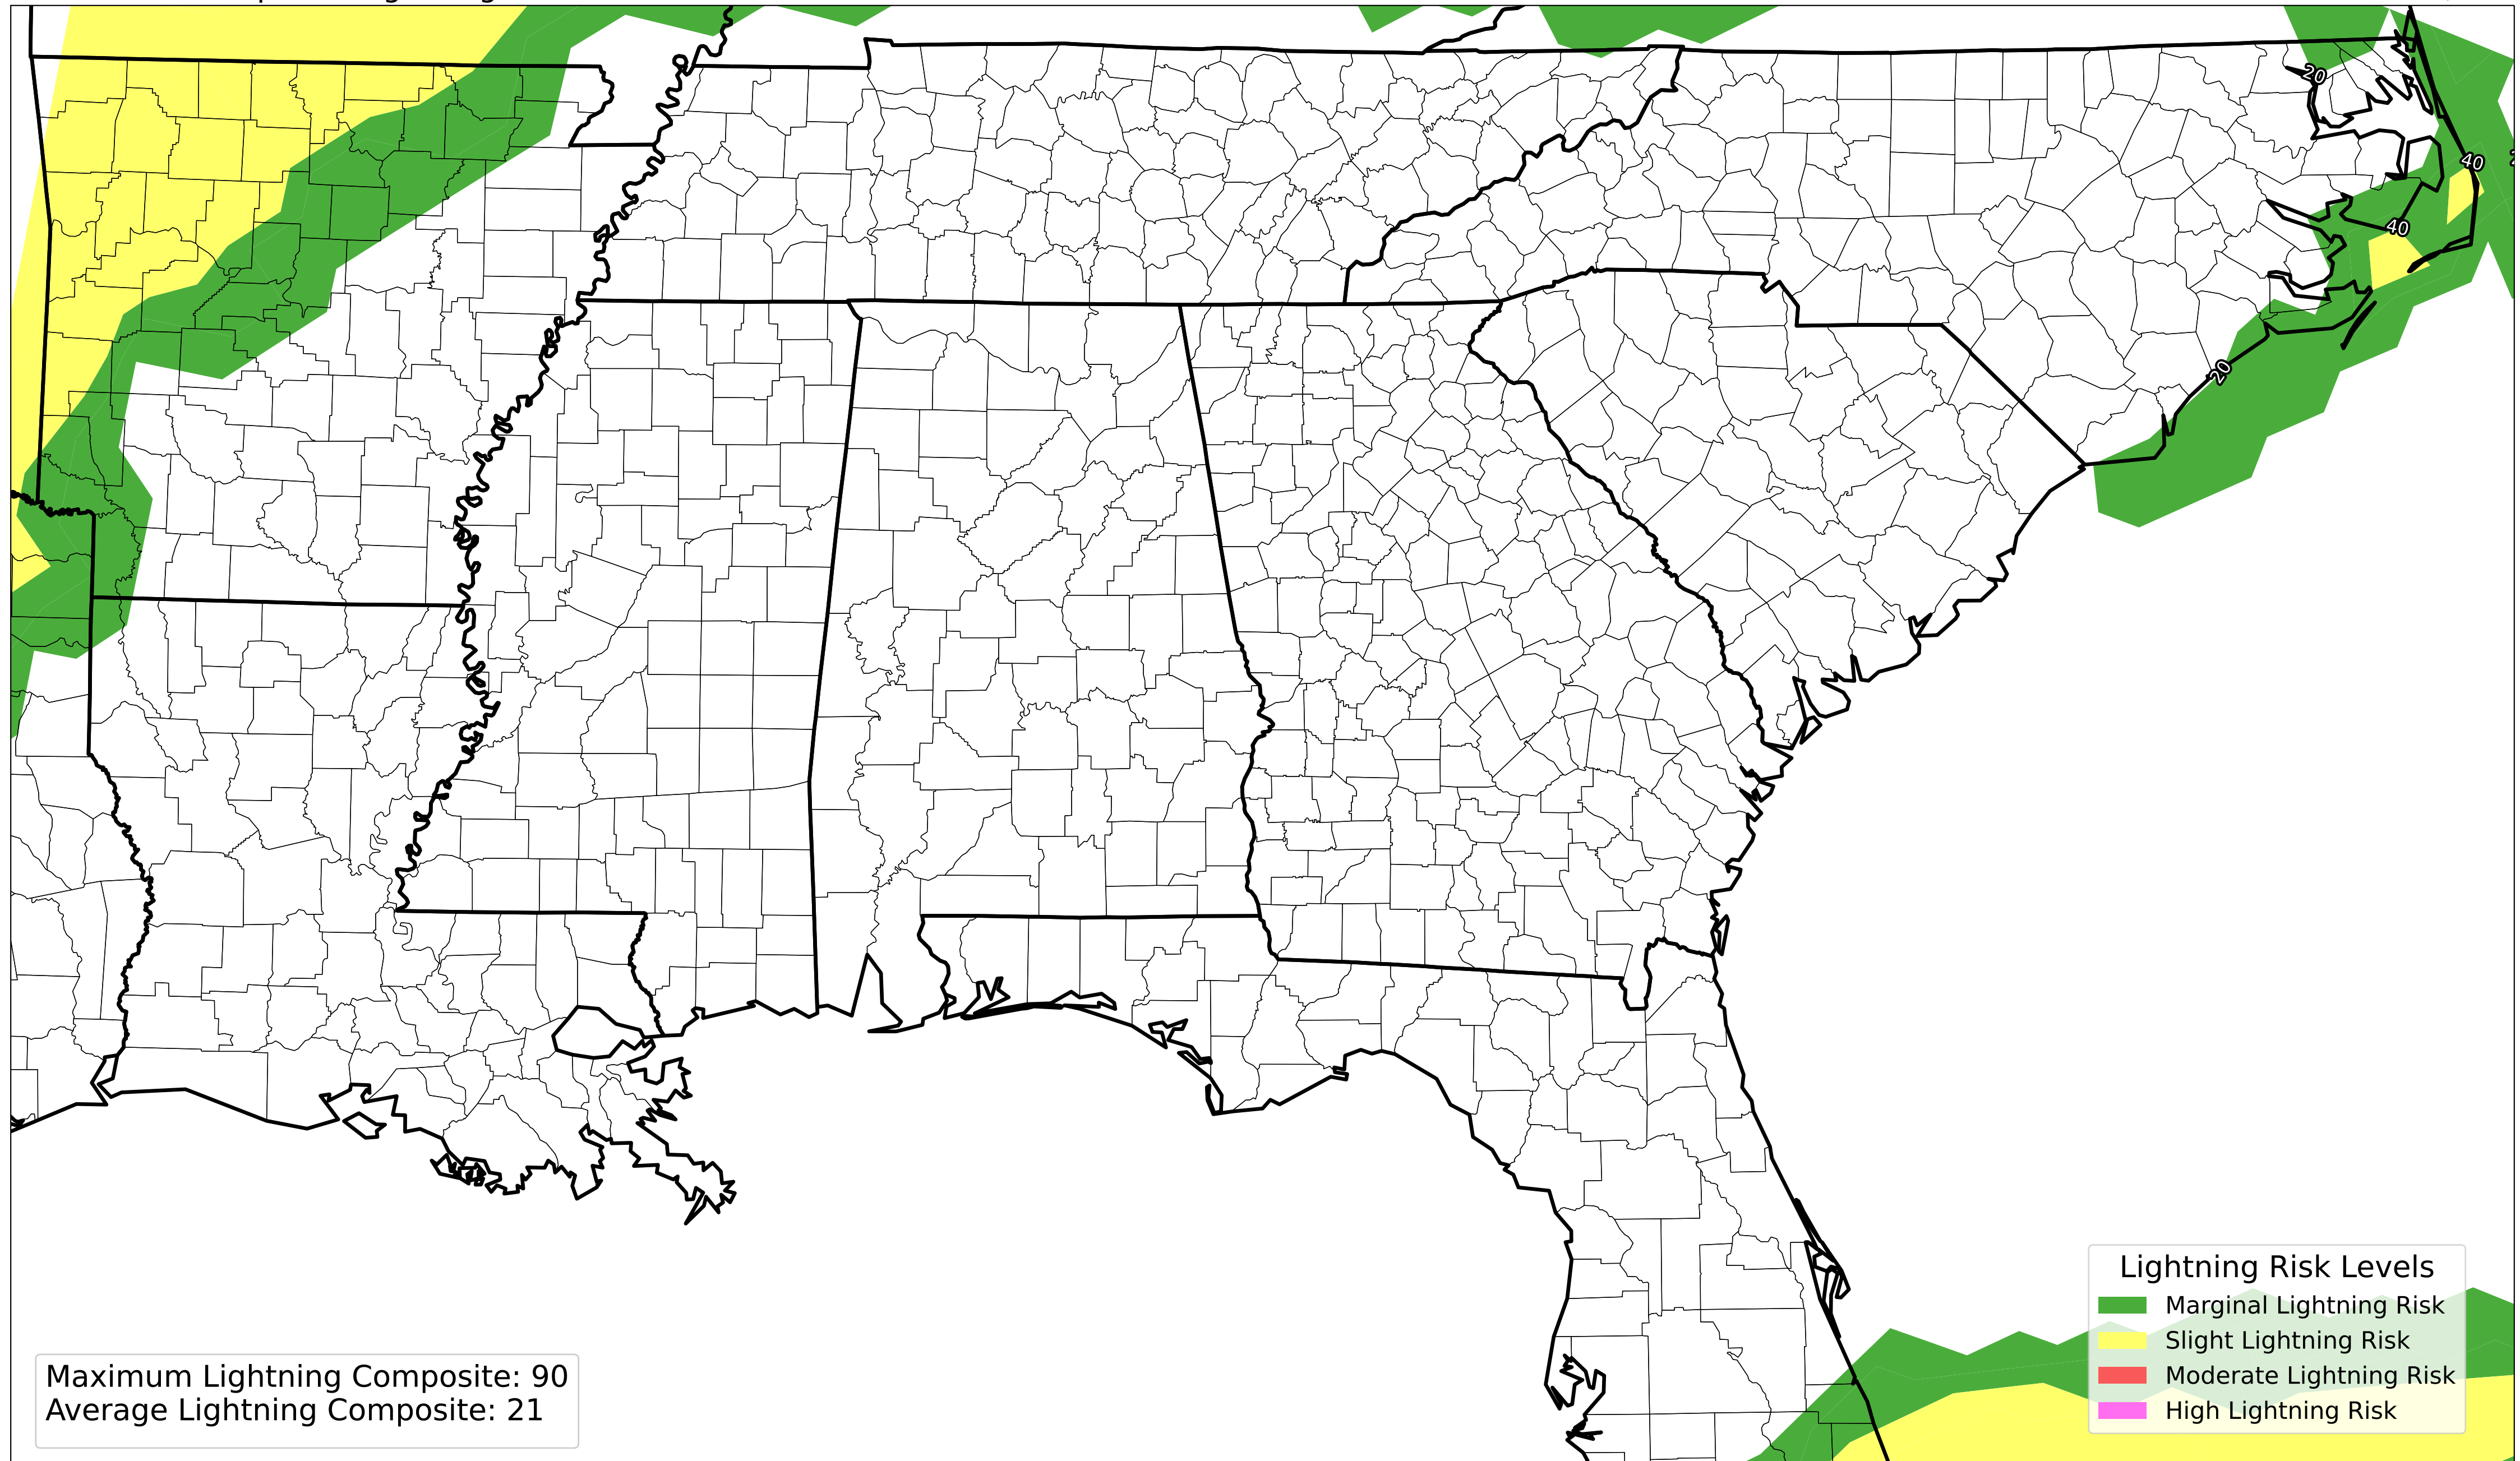 20
40
40
20
Lightning Risk Levels
Marginal Lightning Risk
Slight Lightning Risk
Moderate Lightning Risk
High Lightning Risk
Maximum Lightning Composite: 90
Average Lightning Composite: 21